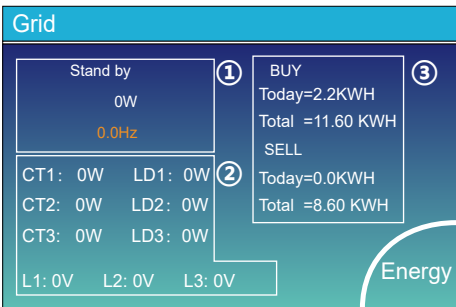 Grid
Stand by
0W
0.0Hz
①
CT1: 0W LD1: 0W
CT2: 0W LD2: 0W
CT3: 0W LD3: 0W
L1: 0V L2: 0V L3: 0V
②
BUY
Today=2.2KWH
Total =11.60 KWH
SELL
Today=0.0KWH
Total =8.60 KWH
③
Energy